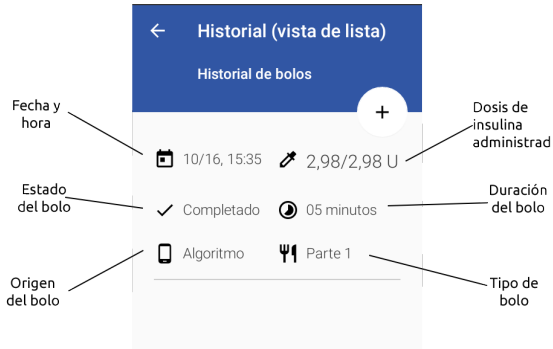 Historial (vista de lista)
Historial de bolos
+
Fecha y
hora
Dosis de
insulina
administrad
10/16, 15:35
2,98/2,98 U
Estado
del bolo
Completado
05 minutos
Duración
del bolo
Algoritmo
Parte 1
Origen
del bolo
Tipo de
bolo